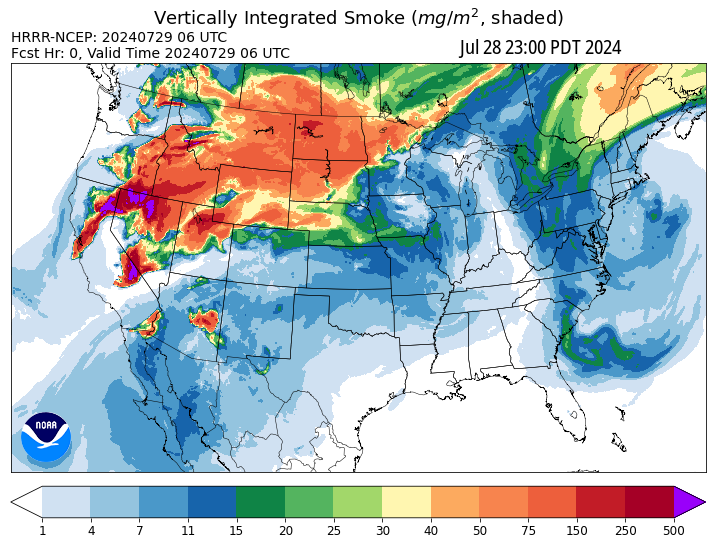 Vertically Integrated Smoke (mg/m², shaded)
HRRR-NCEP: 20240729 06 UTC
Fcst Hr: 0, Valid Time 20240729 06 UTC
Jul 28 23:00 PDT 2024
NOAA
1 4 7 11 15 20 25 30 40 50 75 150 250 500